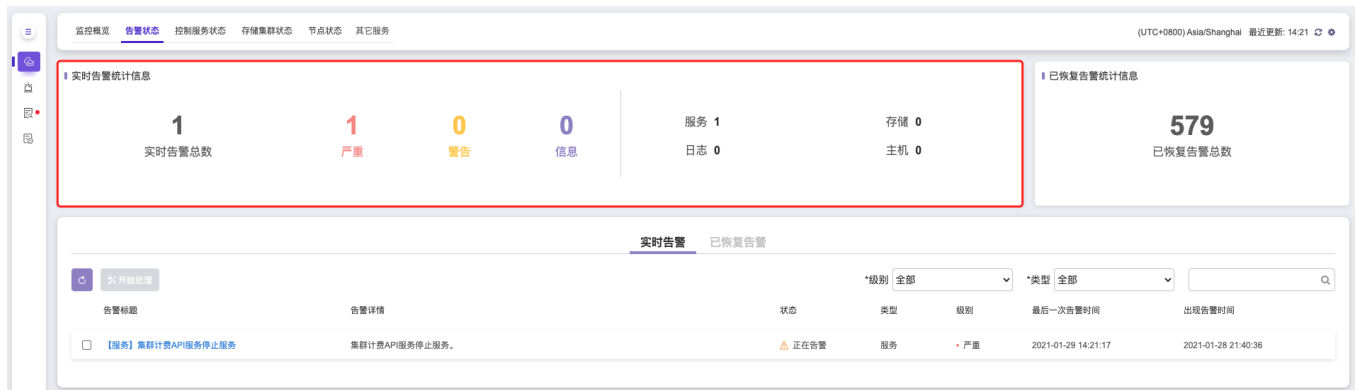 监控概览 告警状态 控制服务状态 存储集群状态 节点状态 其它服务 (UTC+0800) Asia/Shanghai 最近更新: 14:21
实时告警统计信息
1 1 0 0
实时告警总数 严重 警告 信息
服务 1 存储 0
日志 0 主机 0
已恢复告警统计信息
579
已恢复告警总数
实时告警 已恢复告警
开始处理 *级别 全部 *类型 全部
告警标题 告警详情 状态 类型 级别 最后一次告警时间 出现告警时间
【服务】集群计费API服务停止服务 集群计费API服务停止服务。 正在告警 服务 严重 2021-01-29 14:21:17 2021-01-28 21:40:36